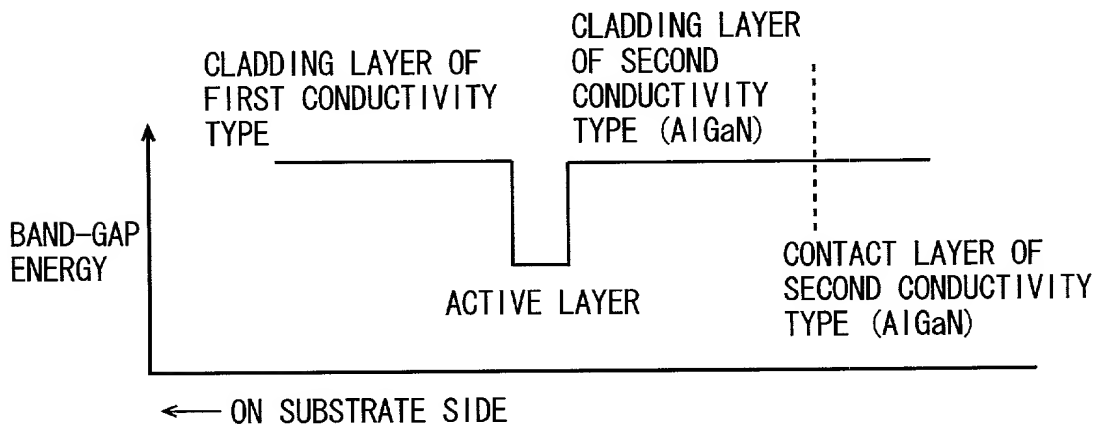 CLADDING LAYER OF
FIRST CONDUCTIVITY
TYPE
CLADDING LAYER
OF SECOND
CONDUCTIVITY
TYPE (AlGaN)
BAND-GAP
ENERGY
ACTIVE LAYER
CONTACT LAYER OF
SECOND CONDUCTIVITY
TYPE (AlGaN)
ON SUBSTRATE SIDE